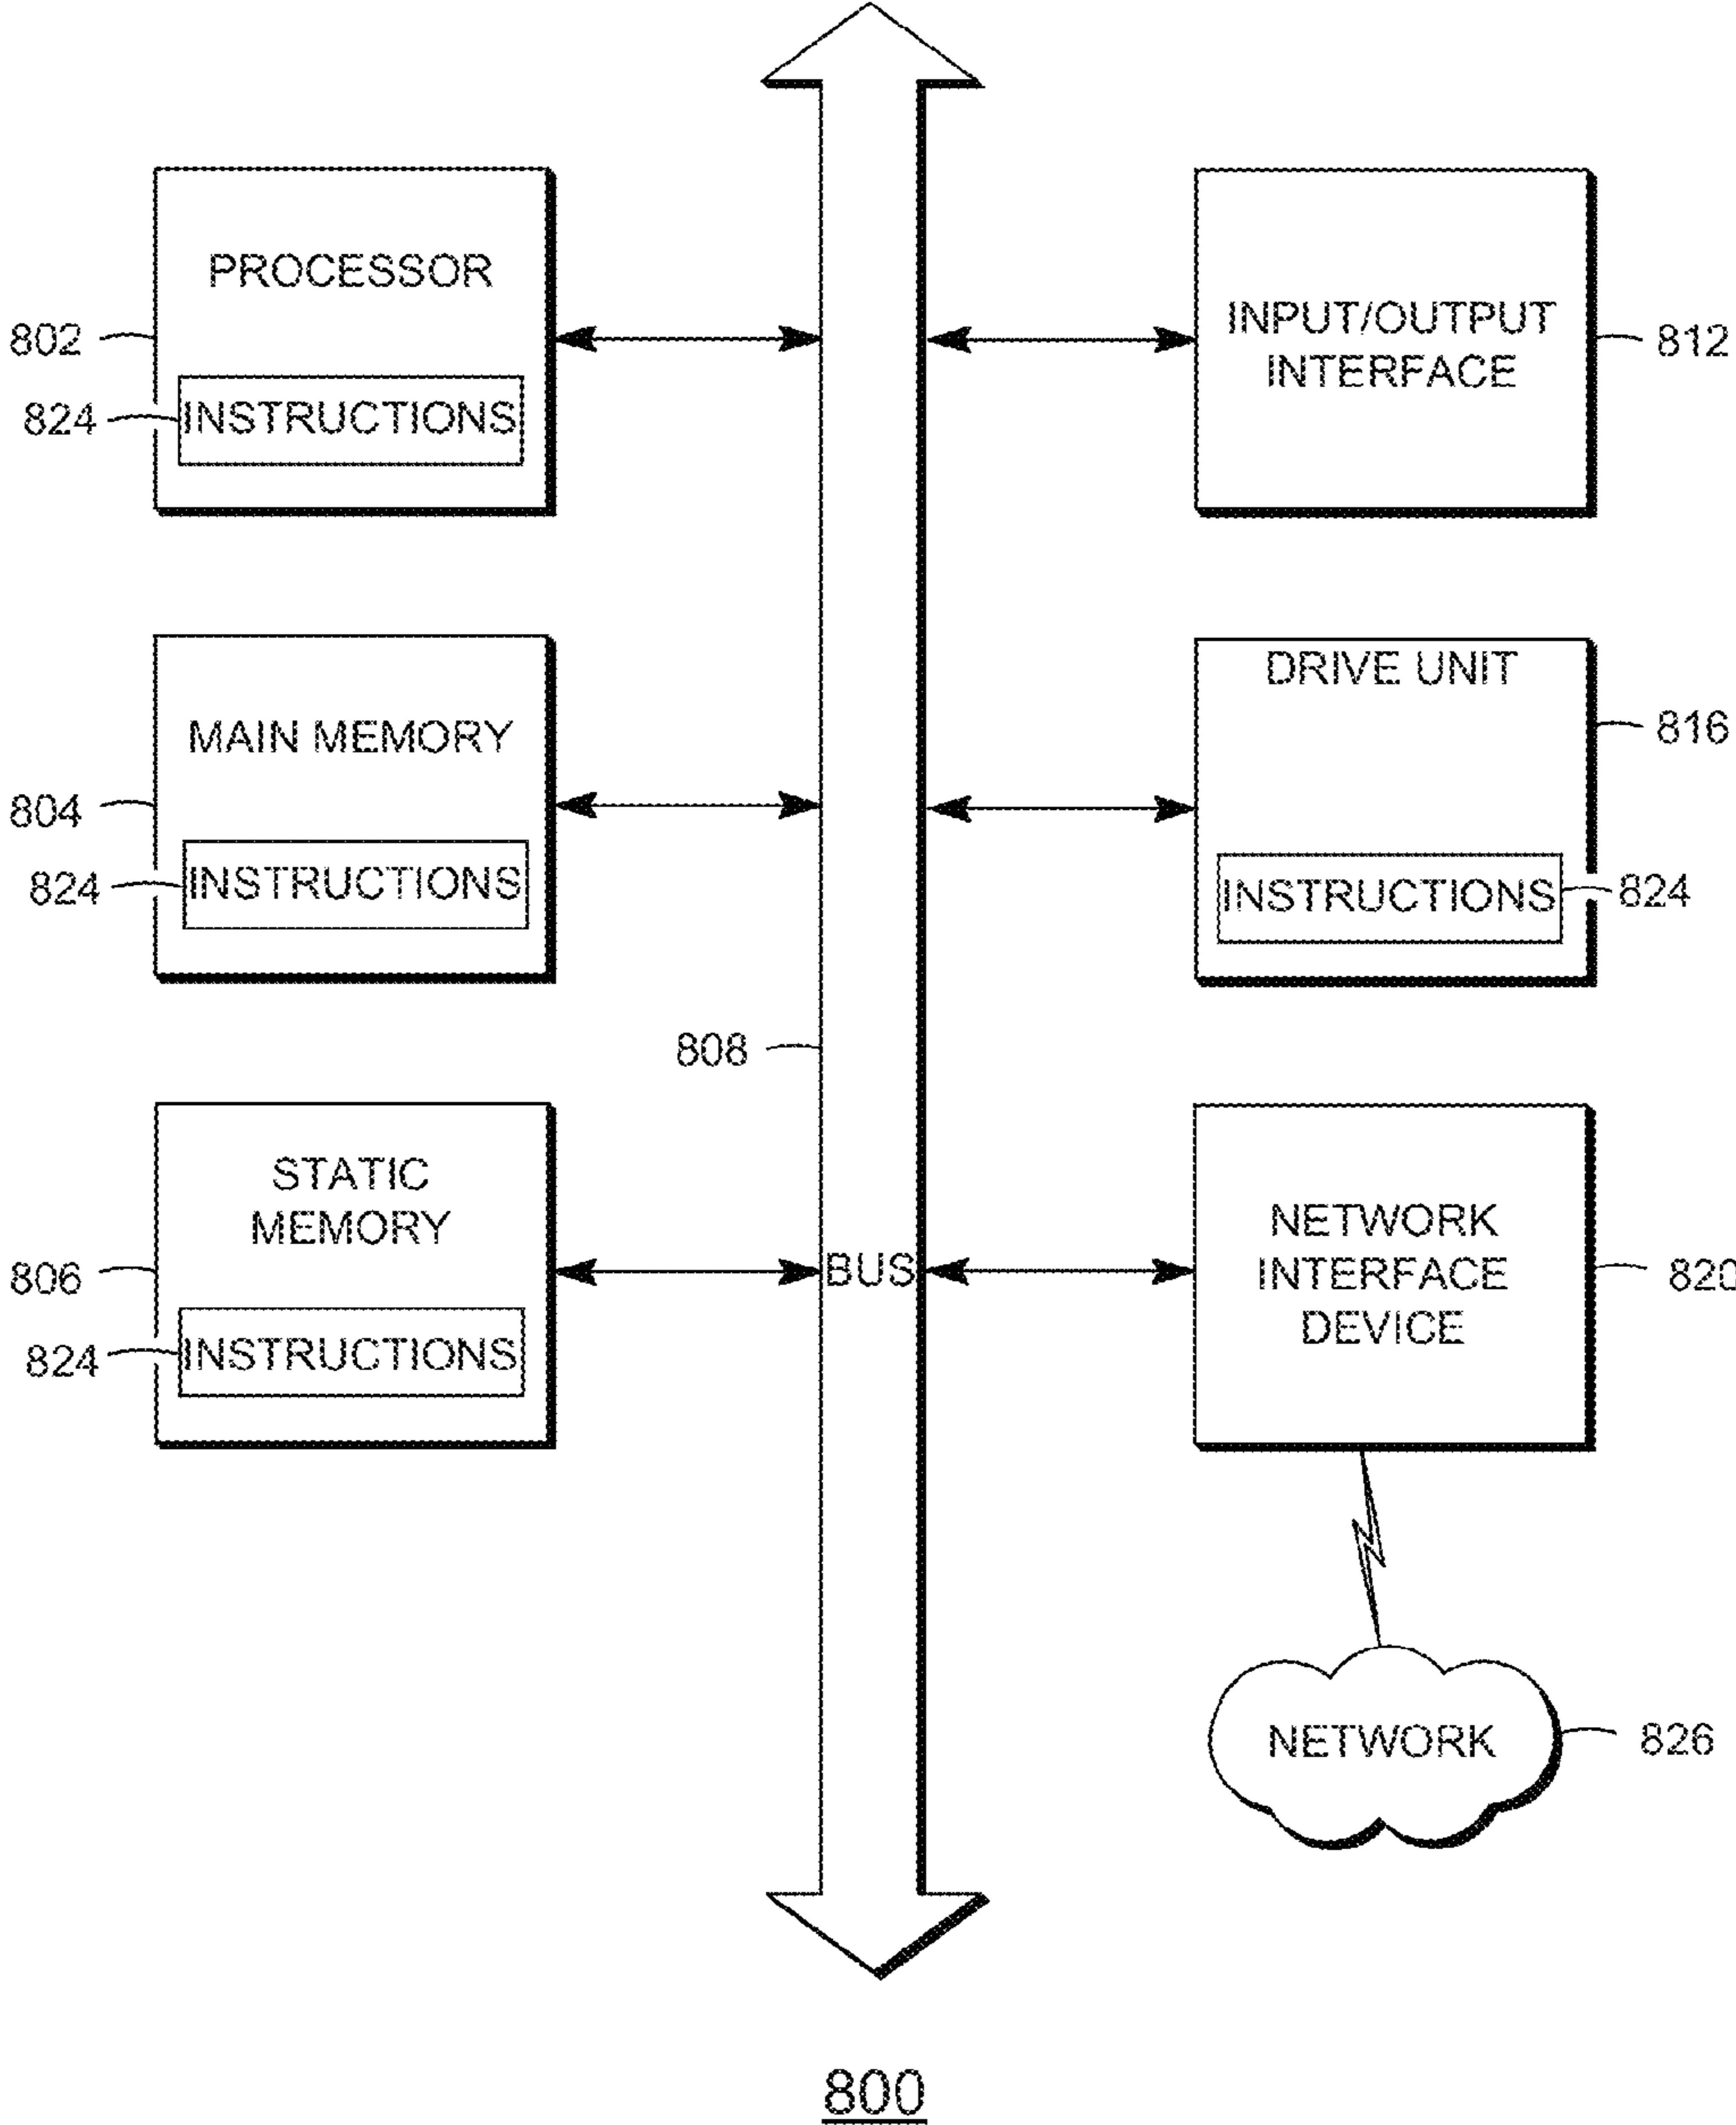 PROCESSOR
802
824
INSTRUCTIONS
INPUT/OUTPUT
INTERFACE
812
MAIN MEMORY
804
824
INSTRUCTIONS
DRIVE UNIT
816
INSTRUCTIONS
824
808
STATIC
MEMORY
806
824
INSTRUCTIONS
BUS
NETWORK
INTERFACE
DEVICE
820
NETWORK
826
800